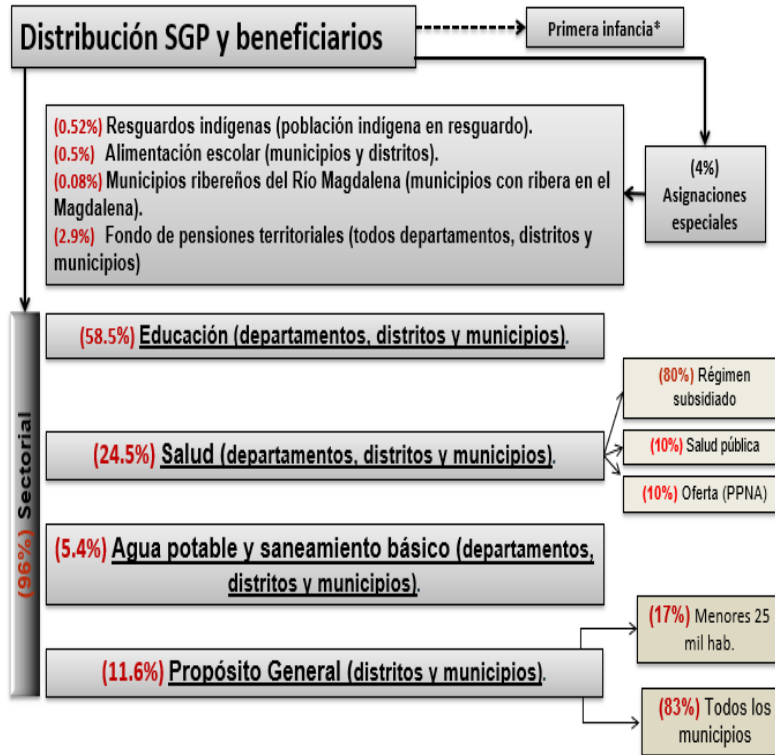 Distribución SGP y beneficiarios
Primera infancia*
(0.52%) Resguardos indígenas (población indígena en resguardo).
(0.5%) Alimentación escolar (municipios y distritos).
(0.08%) Municipios ribereños del Río Magdalena (municipios con ribera en el
Magdalena).
(2.9%) Fondo de pensiones territoriales (todos departamentos, distritos y
municipios)
(4%)
Asignaciones
especiales
(96%) Sectorial
(58.5%) Educación (departamentos, distritos y municipios).
(24.5%) Salud (departamentos, distritos y municipios).
(80%) Régimen
subsidiado
(10%) Salud pública
(10%) Oferta (PPNA)
(5.4%) Agua potable y saneamiento básico (departamentos,
distritos y municipios).
(11.6%) Propósito General (distritos y municipios).
(17%) Menores 25
mil hab.
(83%) Todos los
municipios